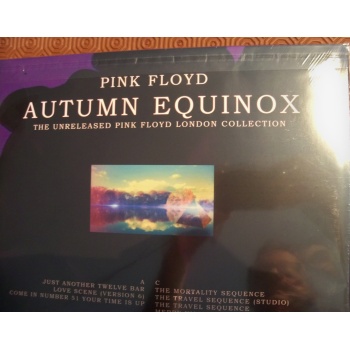 PINK FLOYD
AUTUMN EQUINOX
THE UNRELEASED PINK FLOYD LONDON COLLECTION
A
JUST ANOTHER TWELVE BAR
LOVE SCENE (VERSION 6)
COME IN NUMBER 51 YOUR TIME IS UP
C
THE MORTALITY SEQUENCE
THE TRAVEL SEQUENCE (STUDIO)
THE TRAVEL SEQUENCE